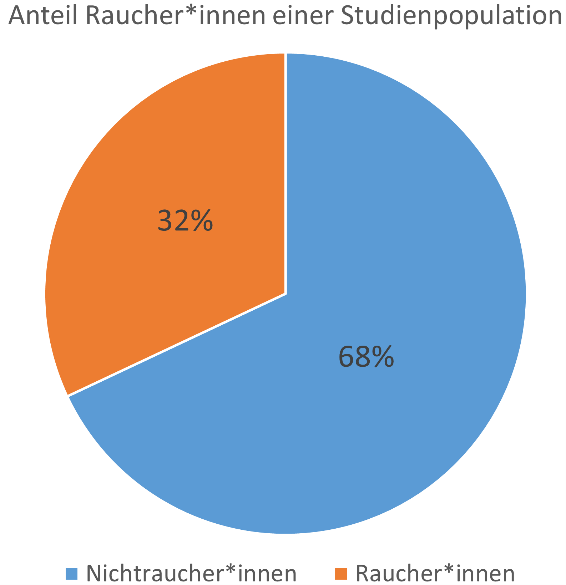 Anteil Raucher*innen einer Studienpopulation
32%
68%
Nichtraucher*innen Raucher*innen